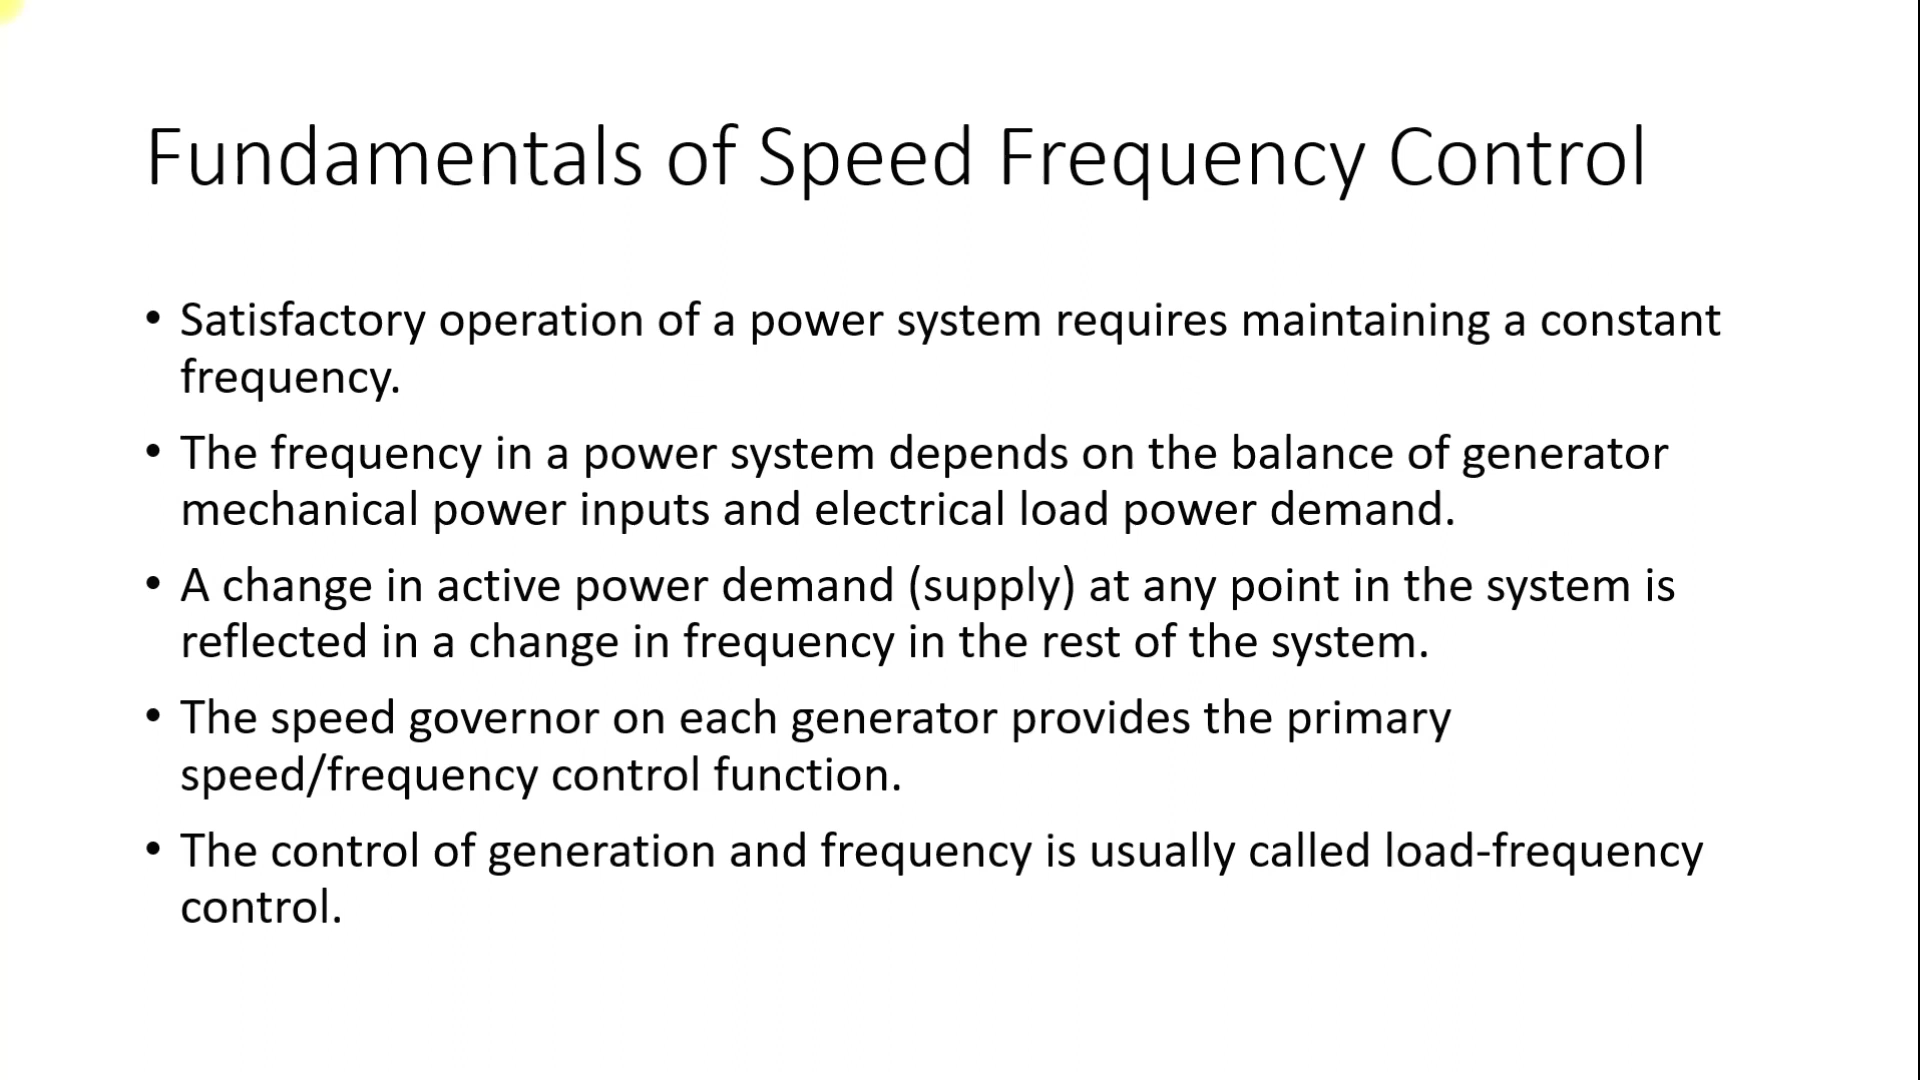 Fundamentals of Speed Frequency Control
• Satisfactory operation of a power system requires maintaining a constant
frequency.
• The frequency in a power system depends on the balance of generator
mechanical power inputs and electrical load power demand.
• A change in active power demand (supply) at any point in the system is
reflected in a change in frequency in the rest of the system.
• The speed governor on each generator provides the primary
speed/frequency control function.
• The control of generation and frequency is usually called load-frequency
control.